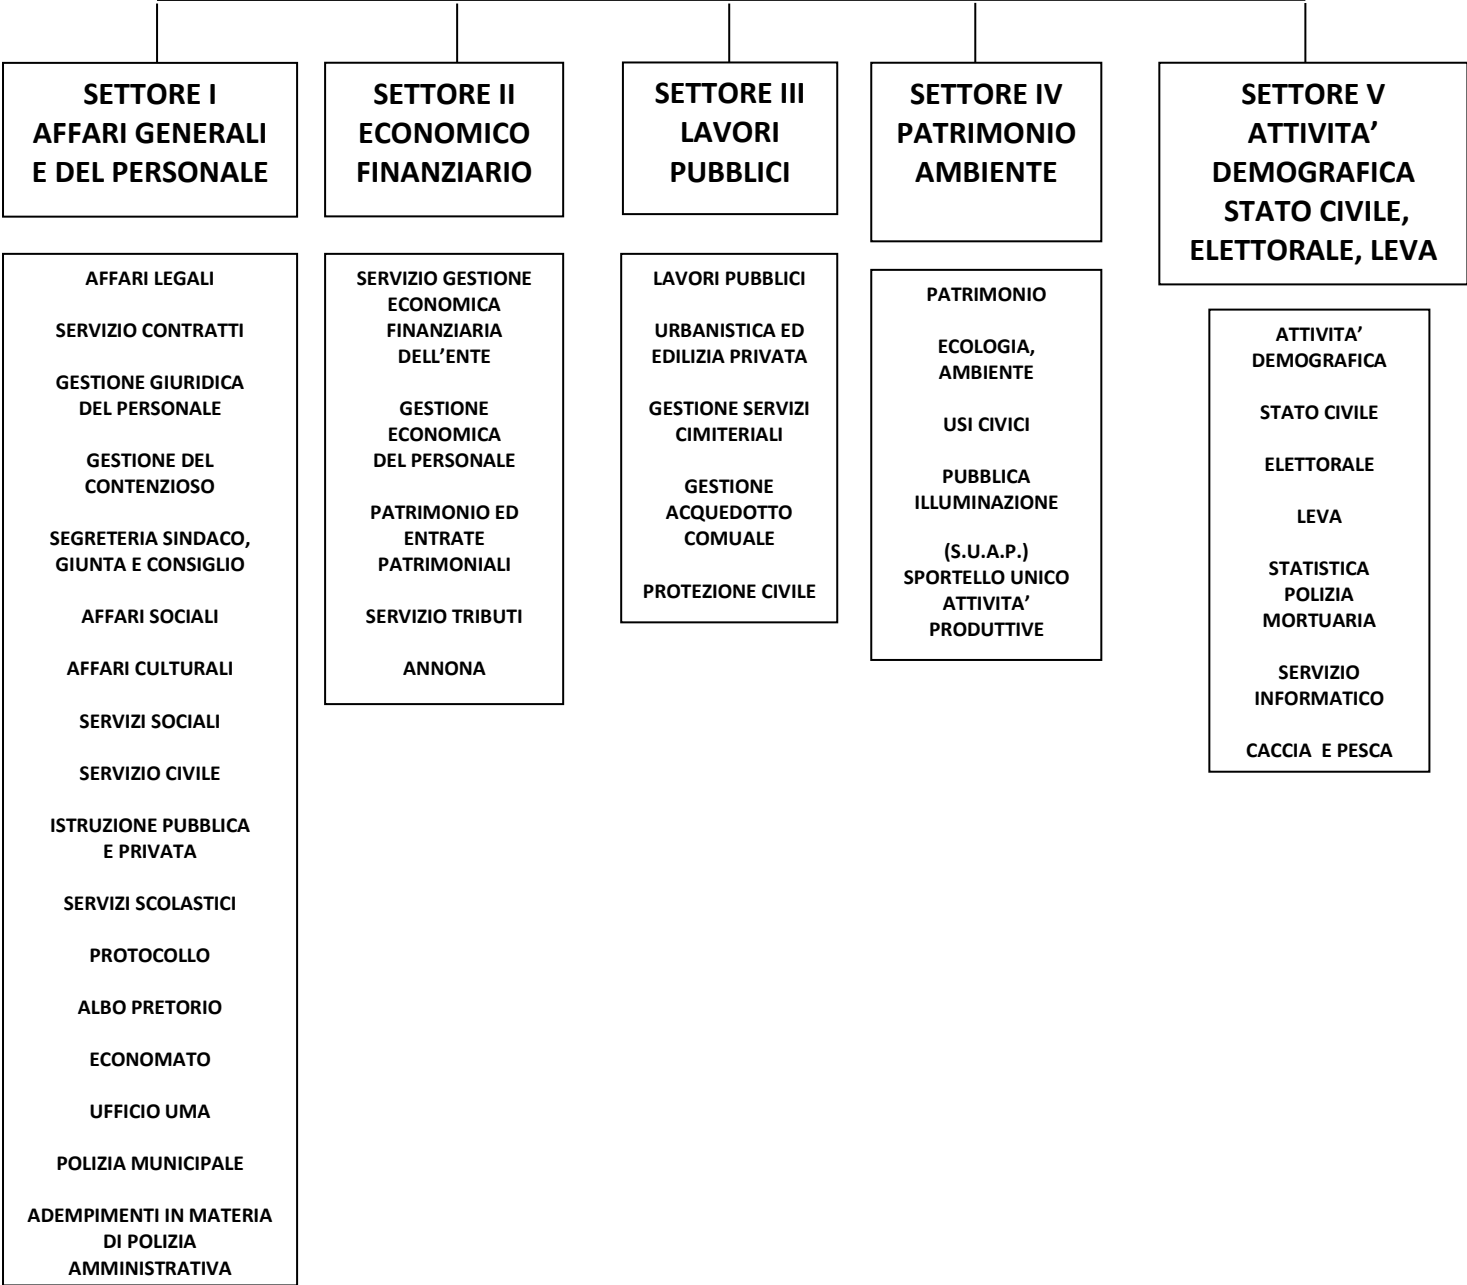 SETTORE I
AFFARI GENERALI
E DEL PERSONALE
SETTORE II
ECONOMICO
FINANZIARIO
SETTORE III
LAVORI
PUBBLICI
SETTORE IV
PATRIMONIO
AMBIENTE
SETTORE V
ATTIVITA’
DEMOGRAFICA
STATO CIVILE,
ELETTORALE, LEVA
AFFARI LEGALI
SERVIZIO CONTRATTI
GESTIONE GIURIDICA
DEL PERSONALE
GESTIONE DEL
CONTENZIOSO
SEGRETERIA SINDACO,
GIUNTA E CONSIGLIO
AFFARI SOCIALI
AFFARI CULTURALI
SERVIZI SOCIALI
SERVIZIO CIVILE
ISTRUZIONE PUBBLICA
E PRIVATA
SERVIZI SCOLASTICI
PROTOCOLLO
ALBO PRETORIO
ECONOMATO
UFFICIO UMA
POLIZIA MUNICIPALE
ADEMPIMENTI IN MATERIA
DI POLIZIA
AMMINISTRATIVA
SERVIZIO GESTIONE
ECONOMICA
FINANZIARIA
DELL’ENTE
GESTIONE
ECONOMICA
DEL PERSONALE
PATRIMONIO ED
ENTRATE
PATRIMONIALI
SERVIZIO TRIBUTI
ANNONA
LAVORI PUBBLICI
URBANISTICA ED
EDILIZIA PRIVATA
GESTIONE SERVIZI
CIMITERIALI
GESTIONE
ACQUEDOTTO
COMUALE
PROTEZIONE CIVILE
PATRIMONIO
ECOLOGIA,
AMBIENTE
USI CIVICI
PUBBLICA
ILLUMINAZIONE
(S.U.A.P.)
SPORTELLO UNICO
ATTIVITA’
PRODUTTIVE
ATTIVITA’
DEMOGRAFICA
STATO CIVILE
ELETTORALE
LEVA
STATISTICA
POLIZIA
MORTUARIA
SERVIZIO
INFORMATICO
CACCIA E PESCA